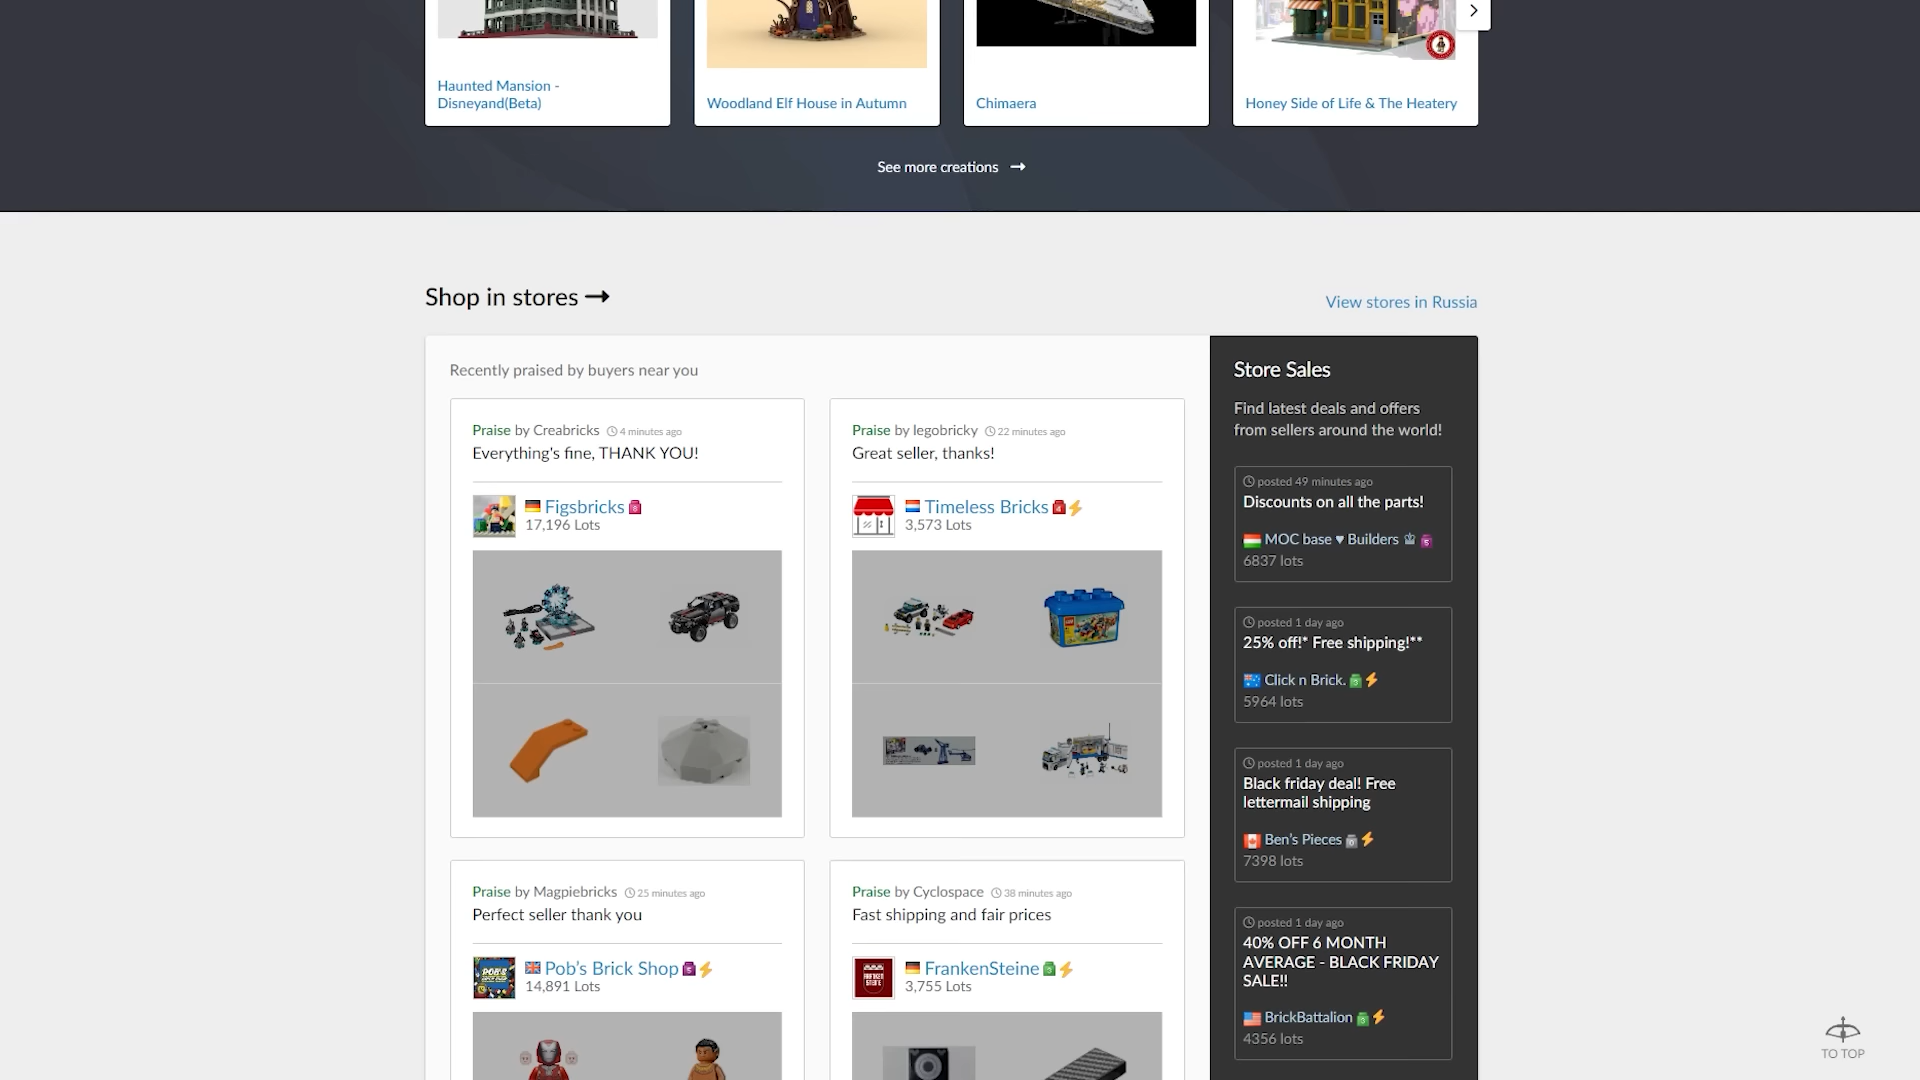 Haunted Mansion -
Disneyand(Beta)
Woodland Elf House in Autumn
Chimaera
Honey Side of Life & The Heatery
See more creations
Shop in stores
View stores in Russia
Recently praised by buyers near you
Praise by Creabricks 4 minutes ago
Everything's fine, THANK YOU!
Figsbricks
17,196 Lots
Praise by legobricky 22 minutes ago
Great seller, thanks!
Timeless Bricks
3,573 Lots
Praise by Magpiebricks 25 minutes ago
Perfect seller thank you
Pob's Brick Shop
14,891 Lots
Praise by Cyclospace 38 minutes ago
Fast shipping and fair prices
FrankenSteine
3,755 Lots
Store Sales
Find latest deals and offers
from sellers around the world!
posted 49 minutes ago
Discounts on all the parts!
MOC base ♥ Builders
6837 lots
posted 1 day ago
25% off!* Free shipping!**
Click n Brick.
5964 lots
posted 1 day ago
Black friday deal! Free
lettermail shipping
Ben's Pieces
7398 lots
posted 1 day ago
40% OFF 6 MONTH
AVERAGE - BLACK FRIDAY
SALE!!
BrickBattalion
4356 lots
TO TOP